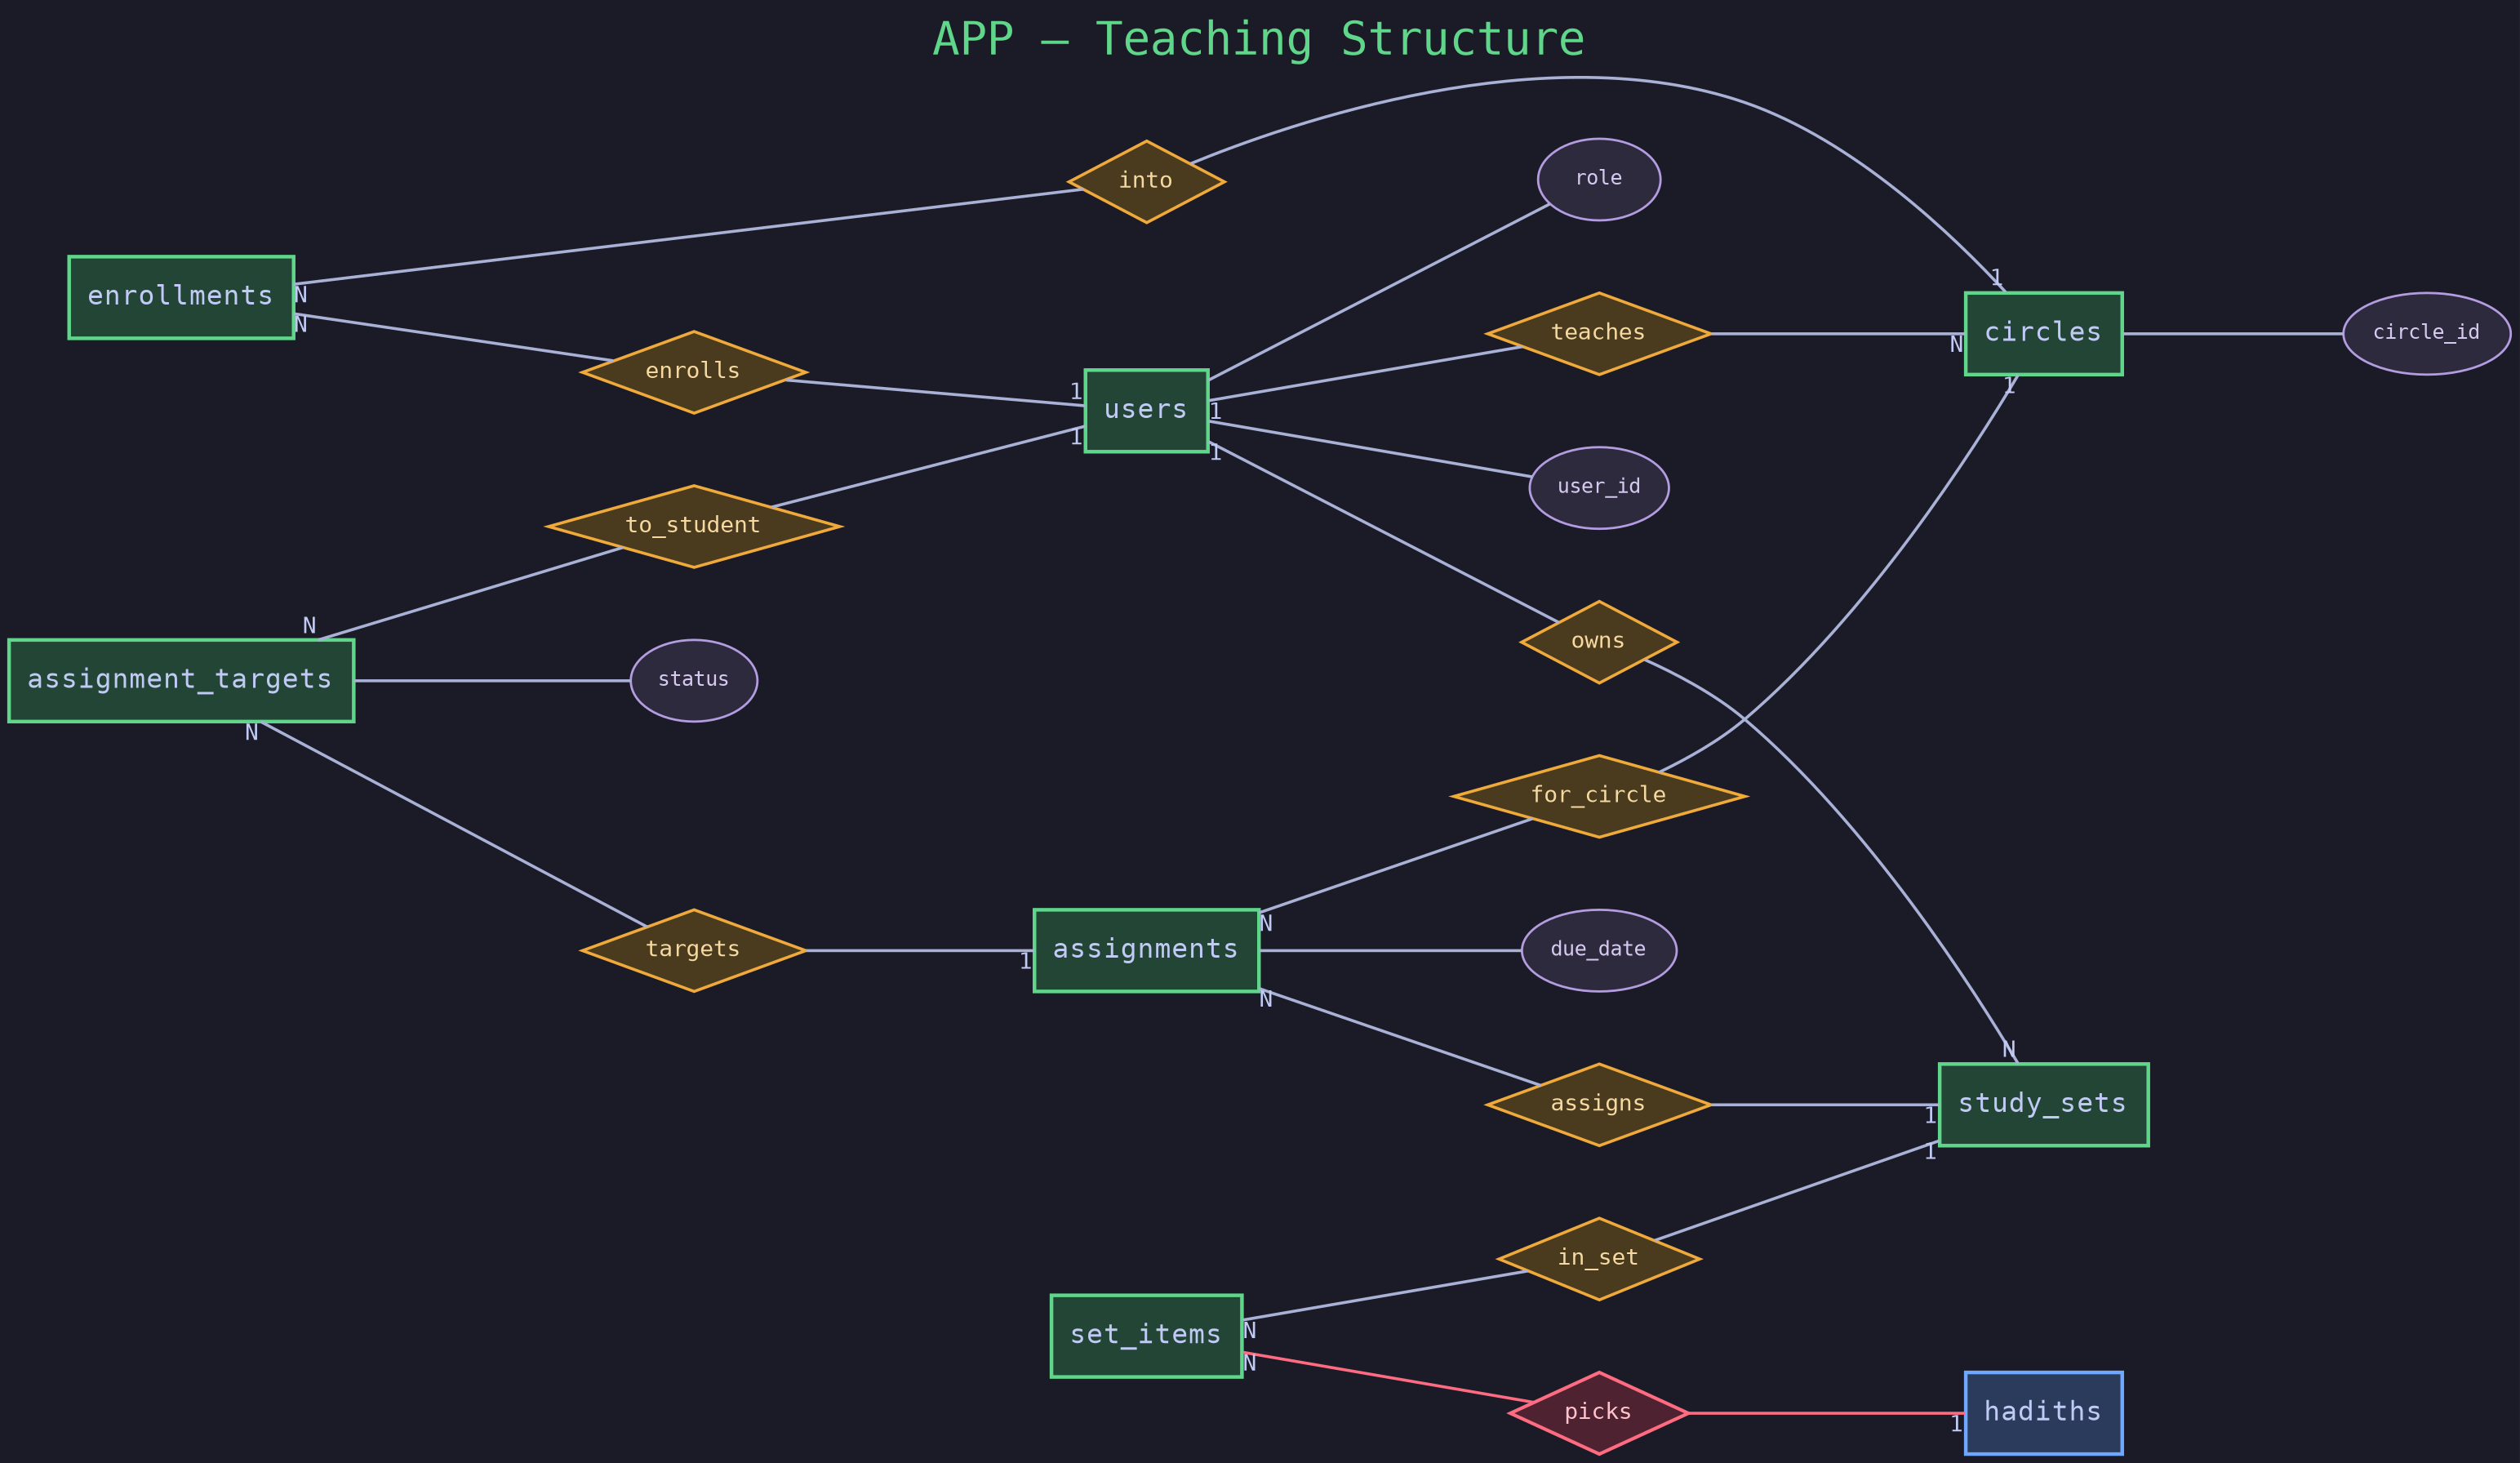 APP — Teaching Structure
into
role
enrollments
N
N
1
teaches
circles
circle_id
N
enrolls
1
users
1
1
1
1
user_id
to_student
N
owns
assignment_targets
status
N
for_circle
N
targets
assignments
due_date
1
N
N
assigns
study_sets
1
1
in_set
set_items
N
N
picks
hadiths
1